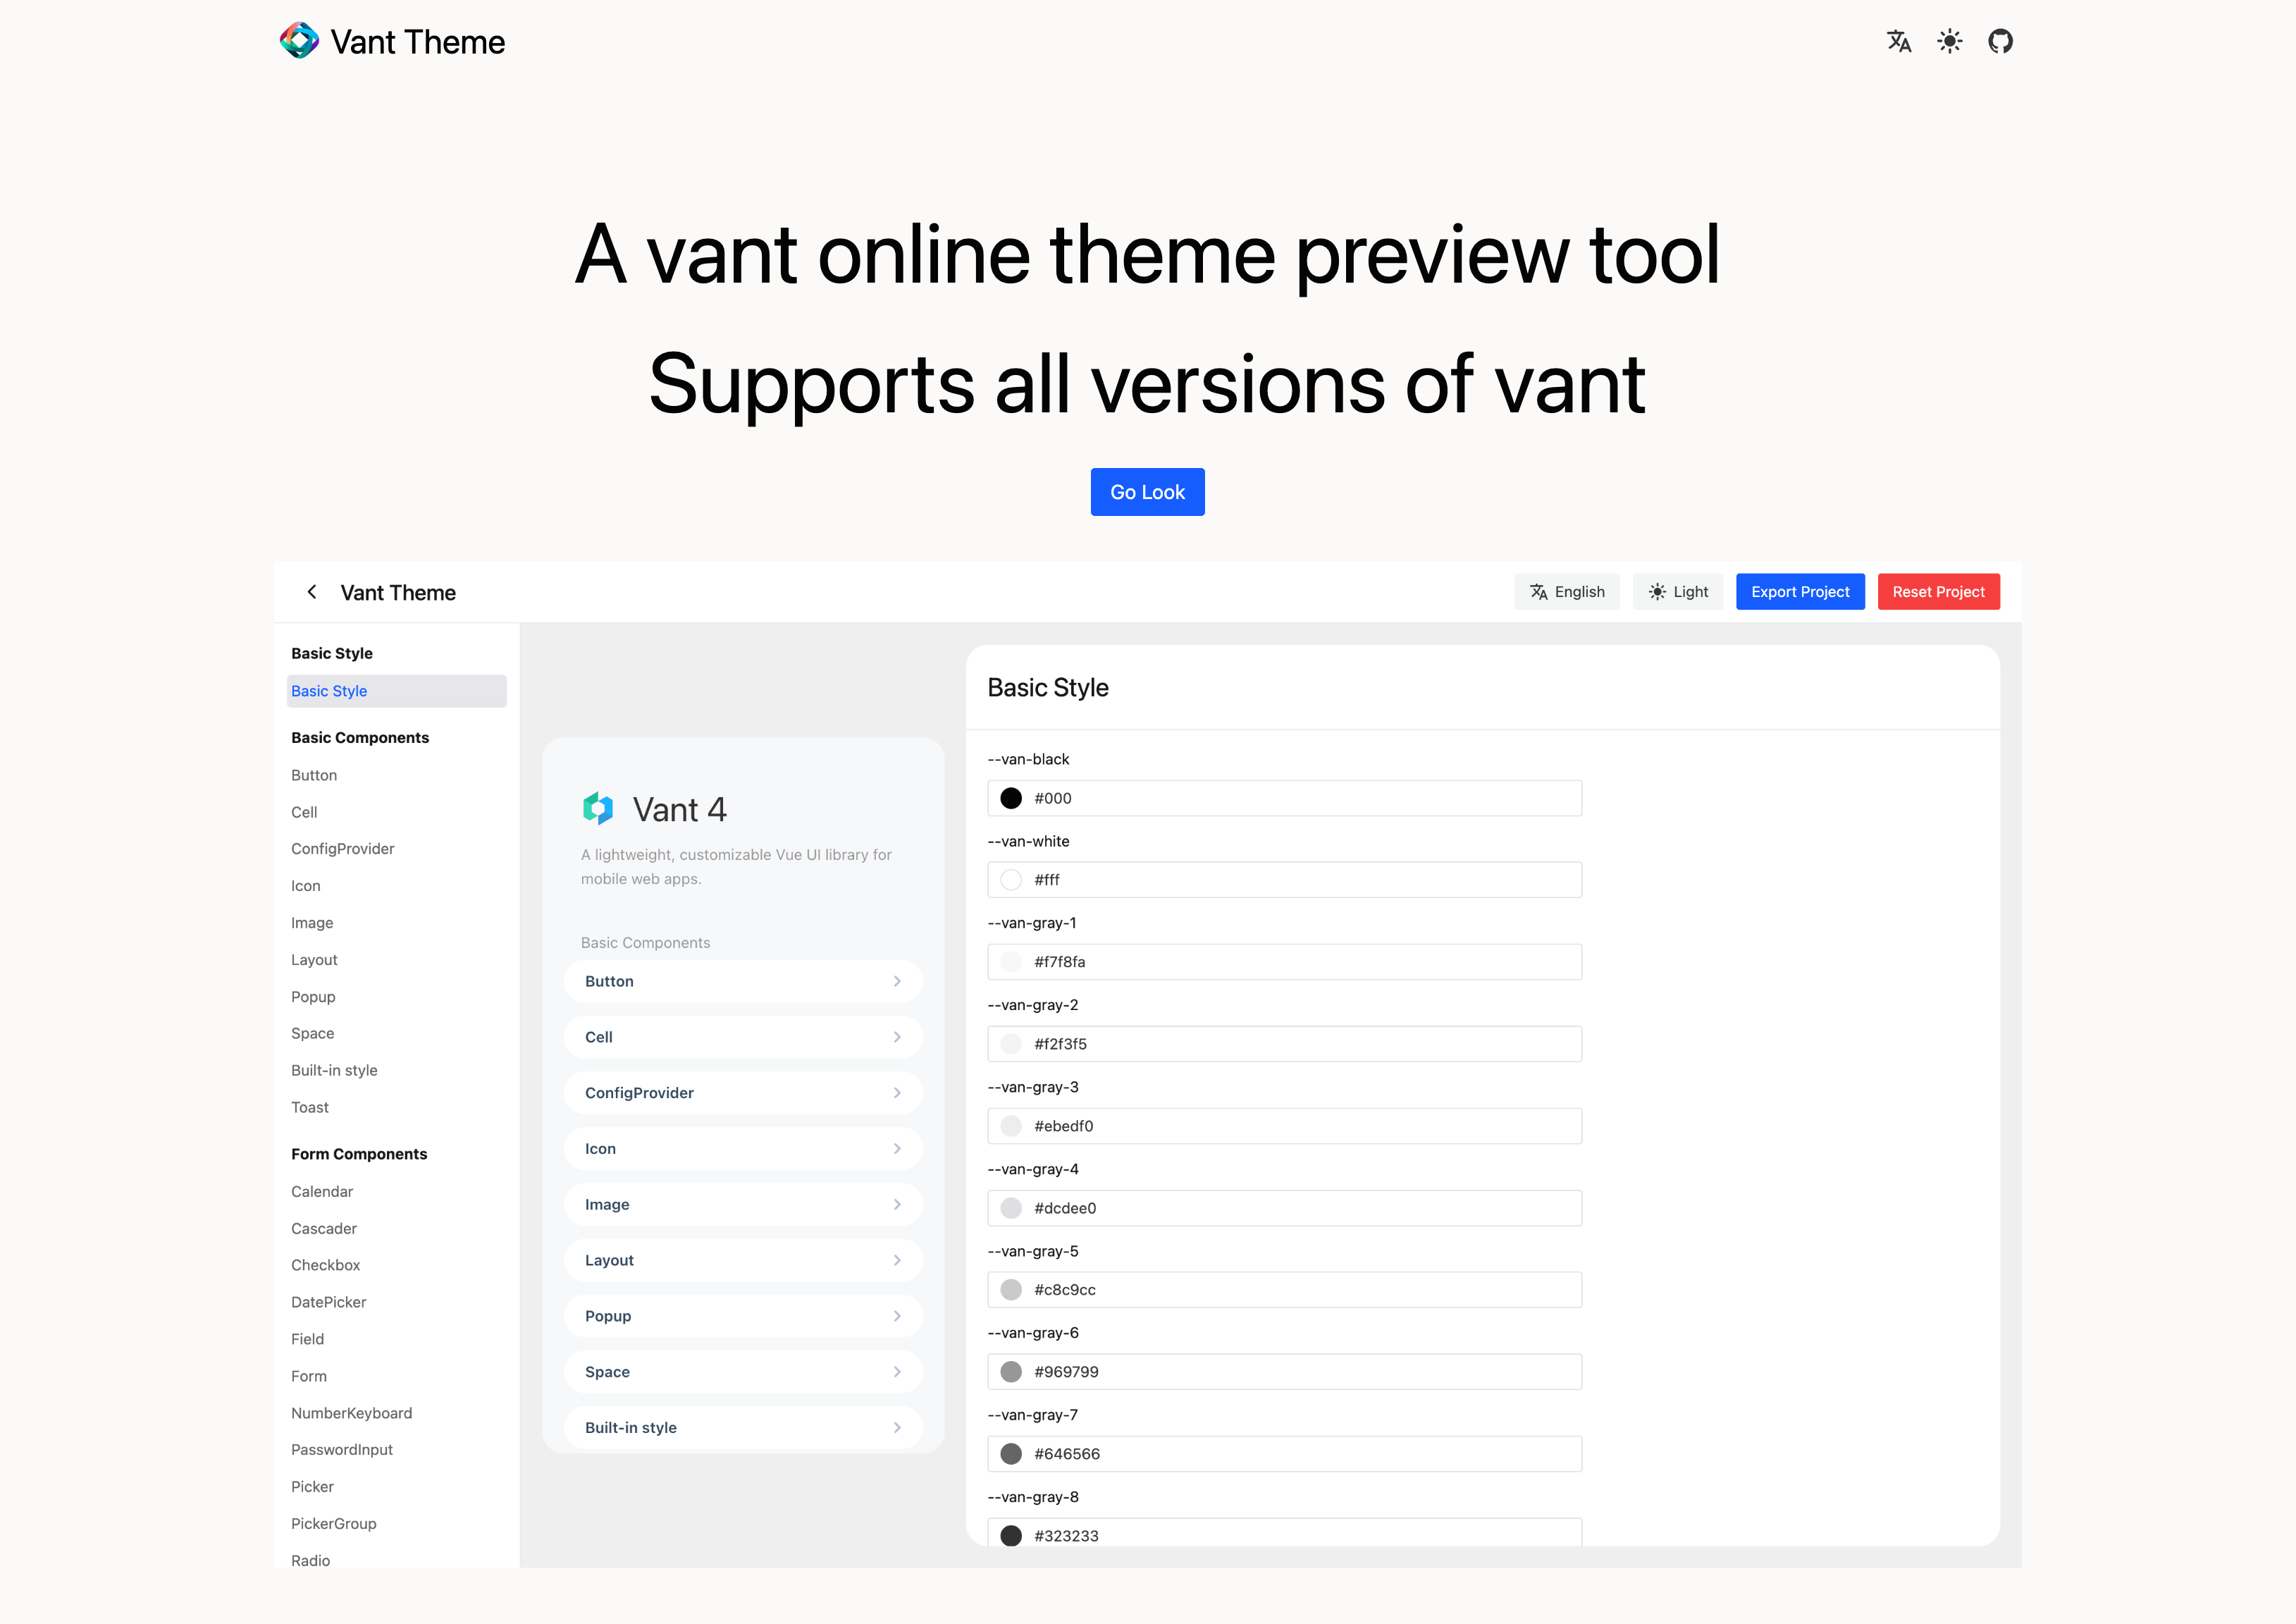 Vant Theme
A vant online theme preview tool
Supports all versions of vant
Go Look
Vant Theme
English
Light
Export Project
Reset Project
Basic Style
Basic Style
Basic Components
Button
Cell
ConfigProvider
Icon
Image
Layout
Popup
Space
Built-in style
Toast
Form Components
Calendar
Cascader
Checkbox
DatePicker
Field
Form
NumberKeyboard
PasswordInput
Picker
PickerGroup
Radio
Vant 4
A lightweight, customizable Vue UI library for
mobile web apps.
Basic Components
Button
Cell
ConfigProvider
Icon
Image
Layout
Popup
Space
Built-in style
Basic Style
--van-black
#000
--van-white
#fff
--van-gray-1
#f7f8fa
--van-gray-2
#f2f3f5
--van-gray-3
#ebedf0
--van-gray-4
#dcdee0
--van-gray-5
#c8c9cc
--van-gray-6
#969799
--van-gray-7
#646566
--van-gray-8
#323233